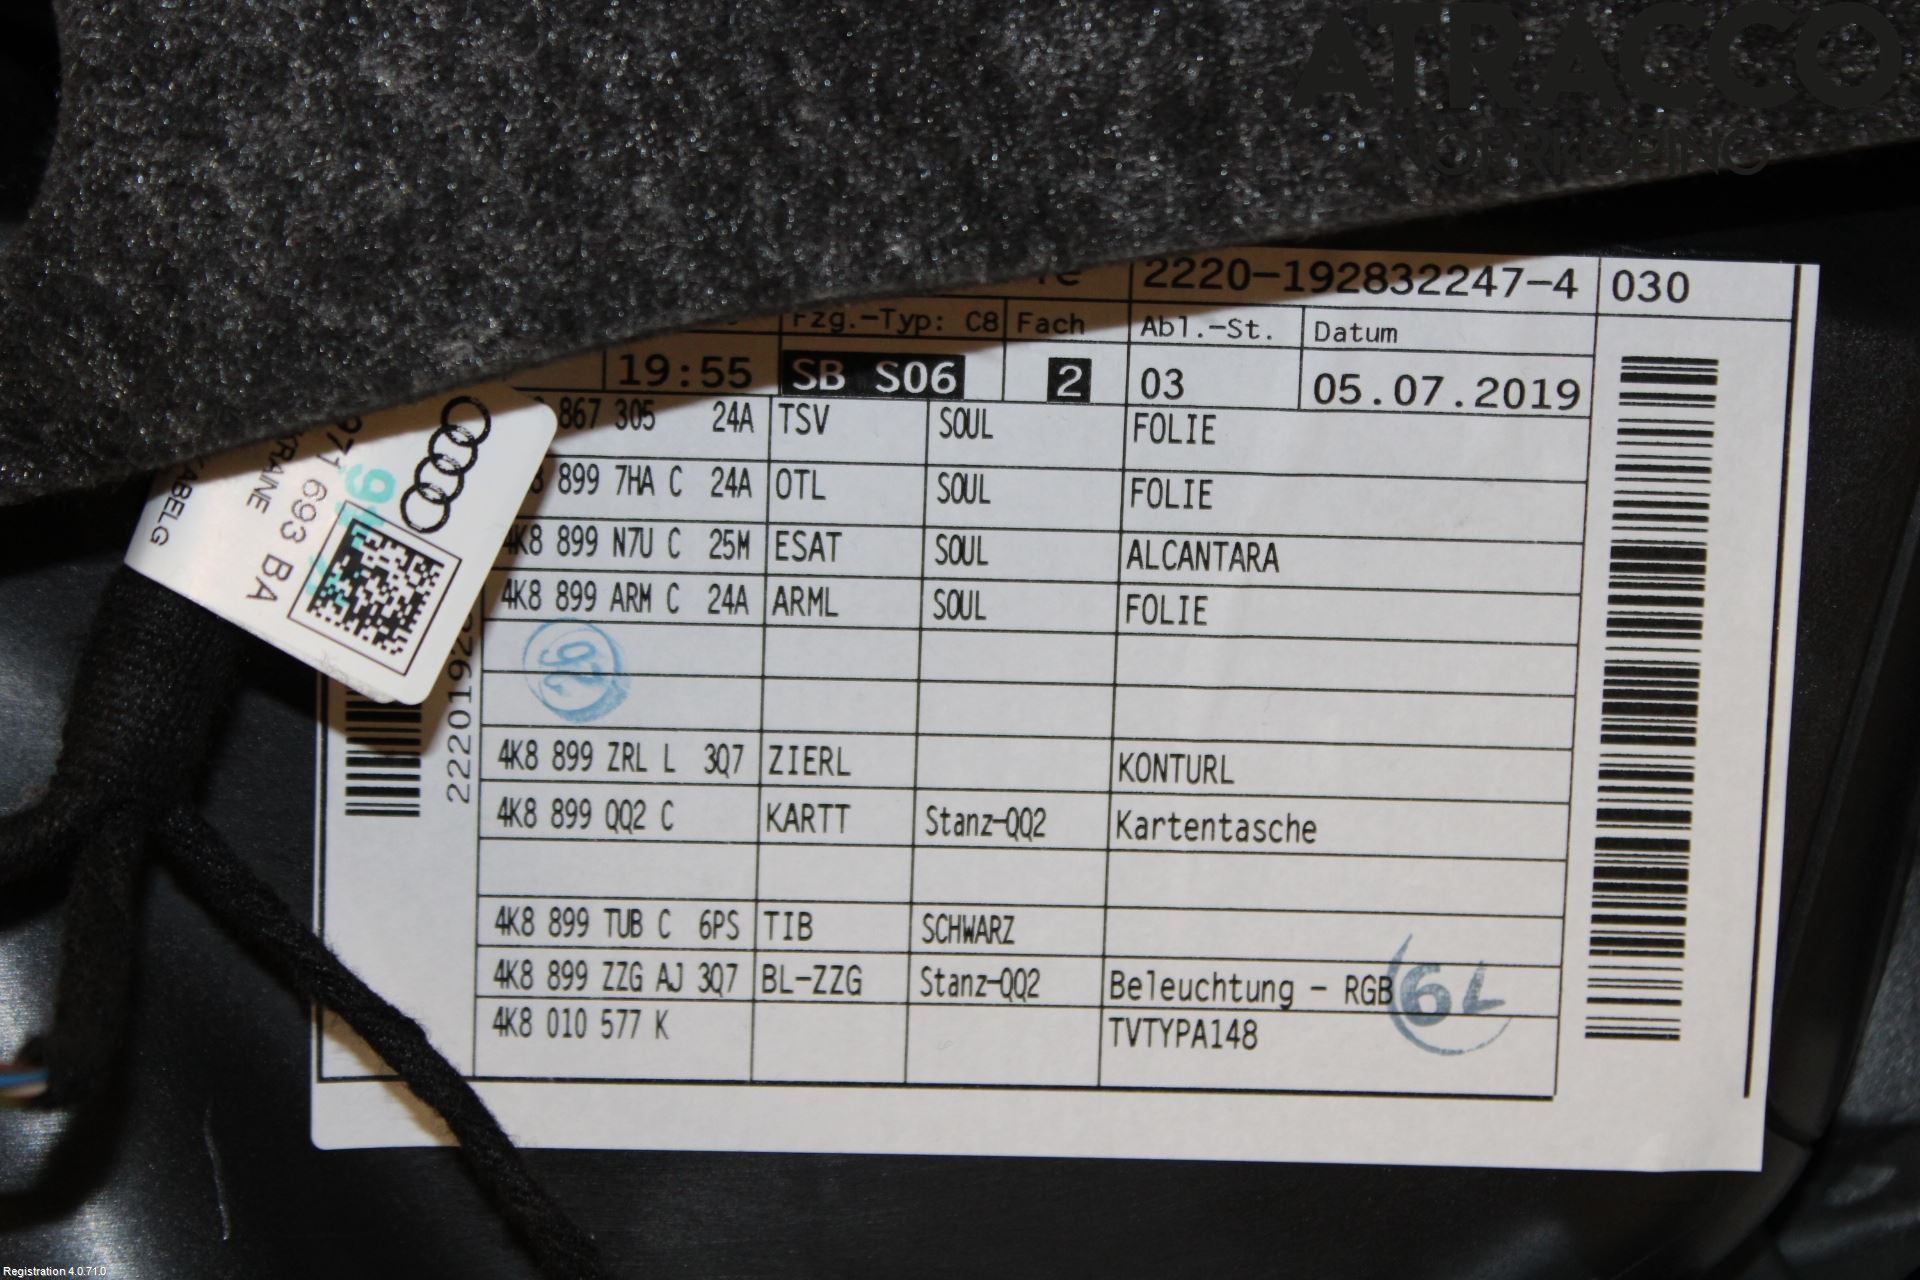 ATRACCO
NORRKÖPING
2220-192832247-4 030
Fzg.-Typ: C8 Fach Abl.-St. Datum
19:55 SB S06 2 03 05.07.2019
867 305 24A TSV SOUL FOLIE
899 7HA C 24A OTL SOUL FOLIE
4K8 899 N7U C 25M ESAT SOUL ALCANTARA
4K8 899 ARM C 24A ARML SOUL FOLIE
4K8 899 ZRL L 3Q7 ZIERL KONTURL
4K8 899 QQ2 C KARTT Stanz-QQ2 Kartentasche
4K8 899 TUB C 6PS TIB SCHWARZ
4K8 899 ZZG AJ 3Q7 BL-ZZG Stanz-QQ2 Beleuchtung - RGB
4K8 010 577 K TVTYPA148
971 693 BA
KABELG
Registration 4.0.71.0